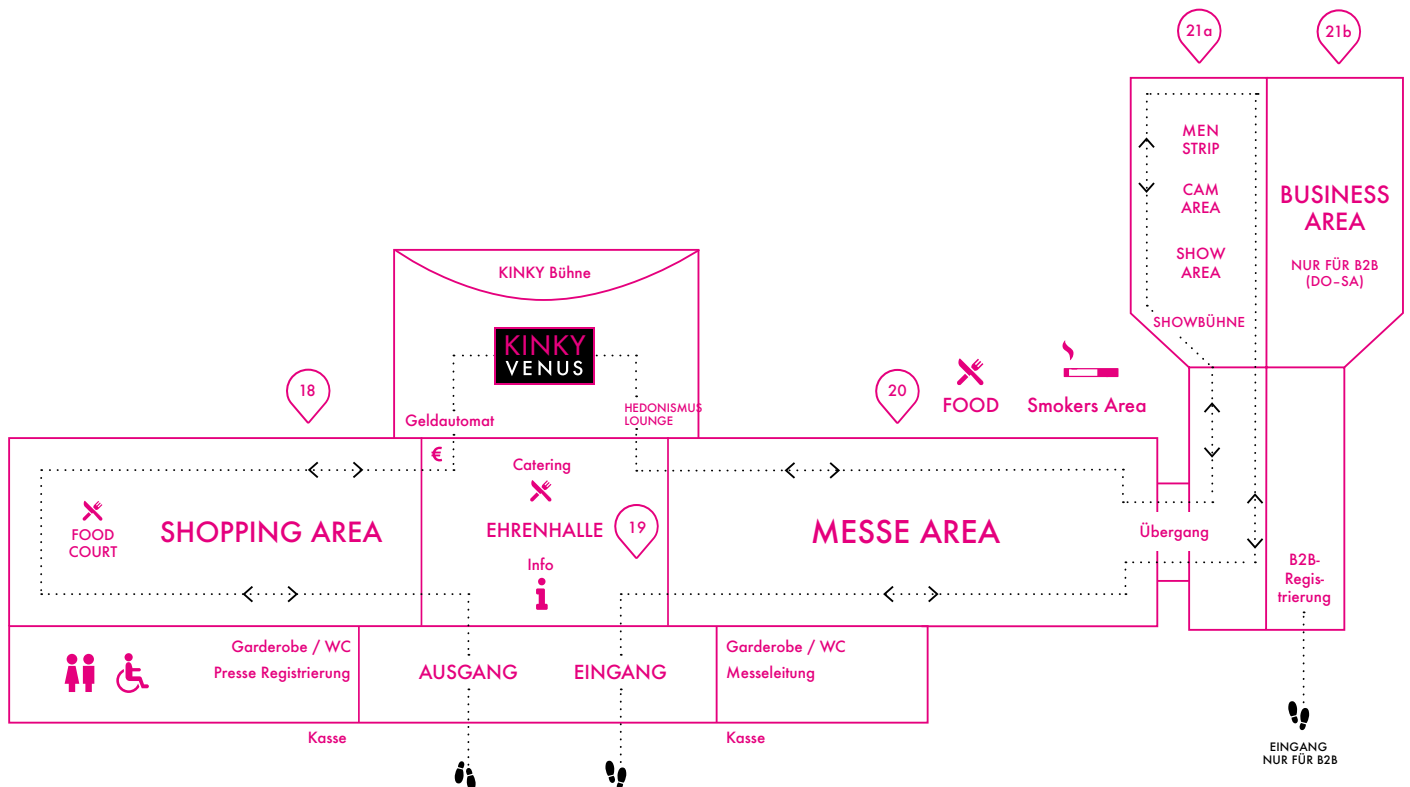 21a
21b
MEN
STRIP
CAM
AREA
SHOW
AREA
SHOWBÜHNE
BUSINESS
AREA
NUR FÜR B2B
(DO–SA)
KINKY Bühne
KINKY
VENUS
18
20
FOOD
Smokers Area
Geldautomat
HEDONISMUS
LOUNGE
€
Catering
FOOD
COURT
SHOPPING AREA
EHRENHALLE
19
Info
MESSE AREA
Übergang
B2B-
Regis-
trierung
Garderobe / WC
Presse Registrierung
AUSGANG
EINGANG
Garderobe / WC
Messeleitung
Kasse
Kasse
EINGANG
NUR FÜR B2B